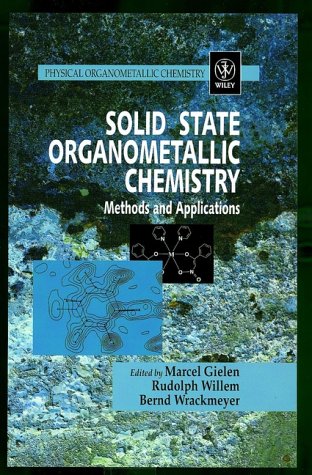 PHYSICAL ORGANOMETALLIC CHEMISTRY
WILEY
SOLID STATE
ORGANOMETALLIC
CHEMISTRY
Methods and Applications
Edited by Marcel Gielen
Rudolph Willem
Bernd Wrackmeyer